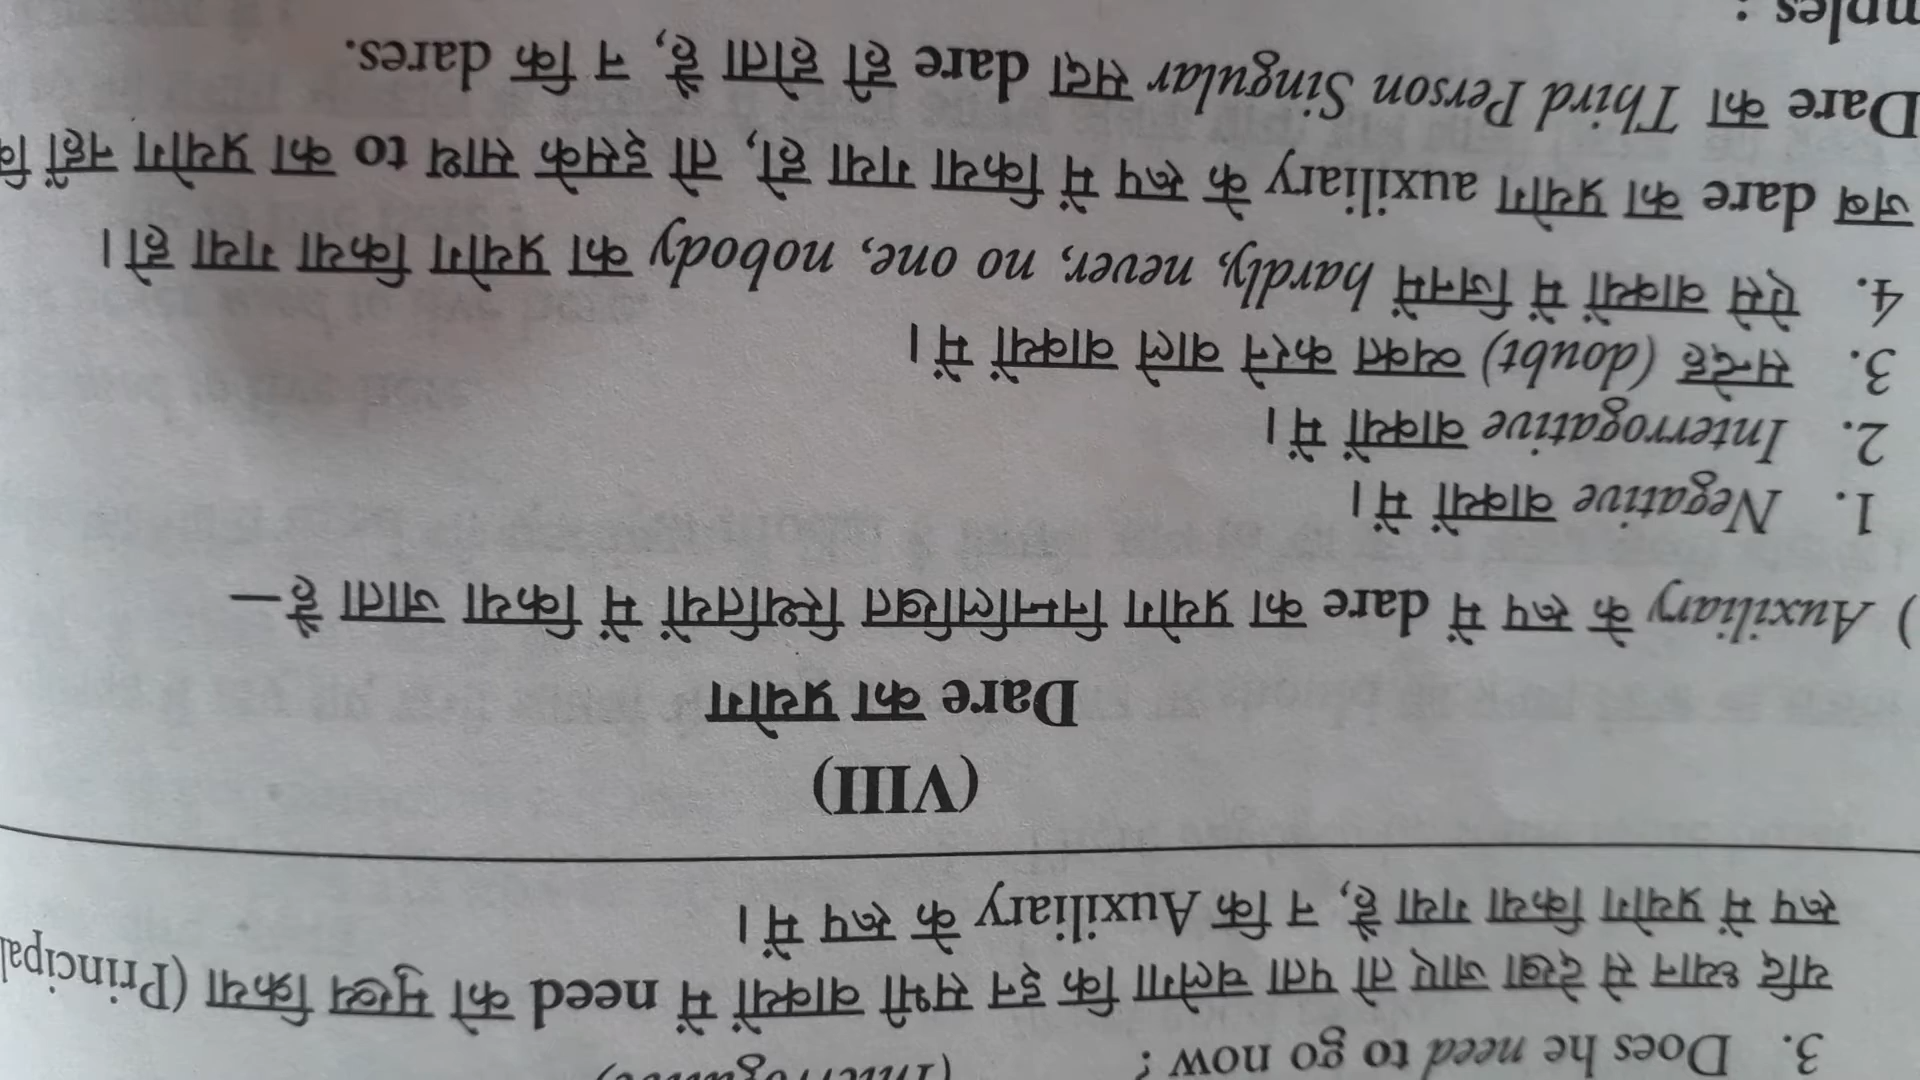 3. Does he need to go now ?
यदि ध्यान से देखा जाए तो पता चलेगा कि इन सभी वाक्यों में need को मुख्य क्रिया (Principal
रूप में प्रयोग किया गया है, न कि Auxiliary के रूप में।
(VIII)
Dare का प्रयोग
) Auxiliary के रूप में dare का प्रयोग निम्नलिखित स्थितियों में किया जाता है—
1. Negative वाक्यों में।
2. Interrogative वाक्यों में।
3. सन्देह (doubt) व्यक्त करने वाले वाक्यों में।
4. ऐसे वाक्यों में जिनमें hardly, never, no one, nobody का प्रयोग किया गया हो।
जब dare का प्रयोग auxiliary के रूप में किया गया हो, तो इसके साथ to का प्रयोग नहीं
Dare का Third Person Singular सदा dare ही होता है, न कि dares.